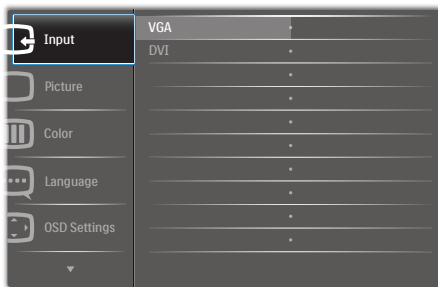 Input
Picture
Color
Language
OSD Settings
VGA
DVI